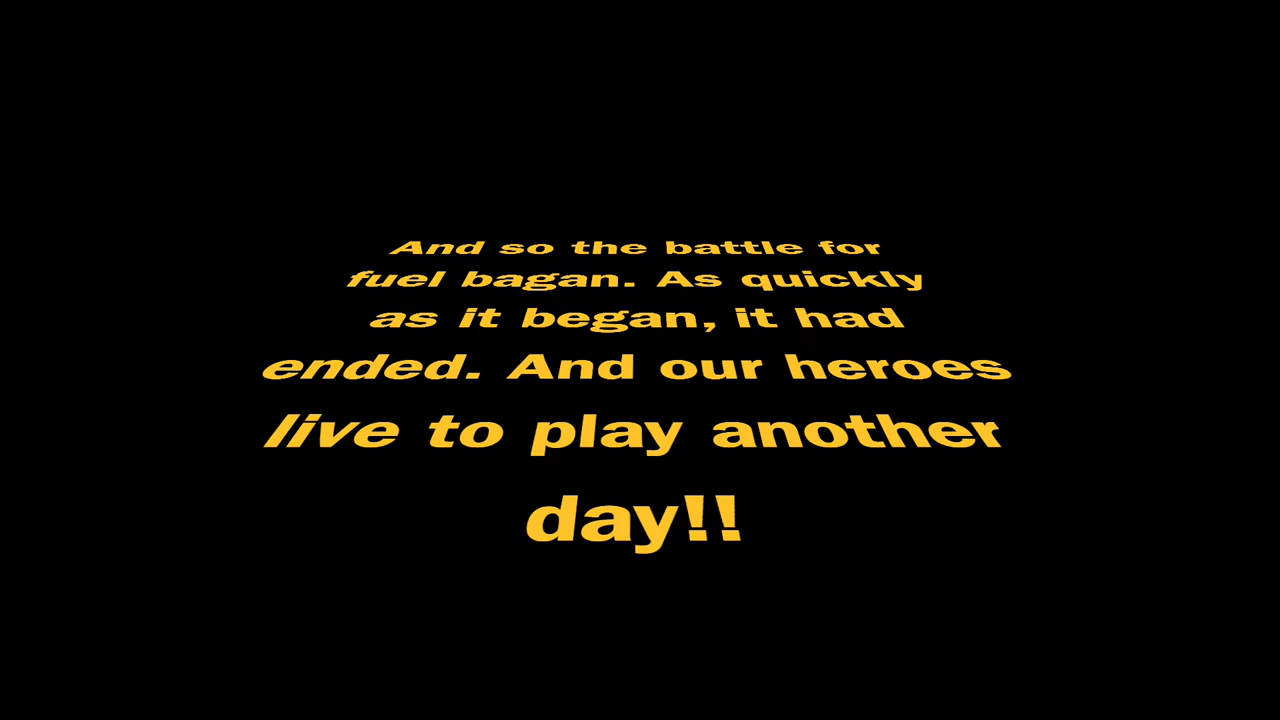 And so the battle for
fuel bagan. As quickly
as it began, it had
ended. And our heroes
live to play another
day!!